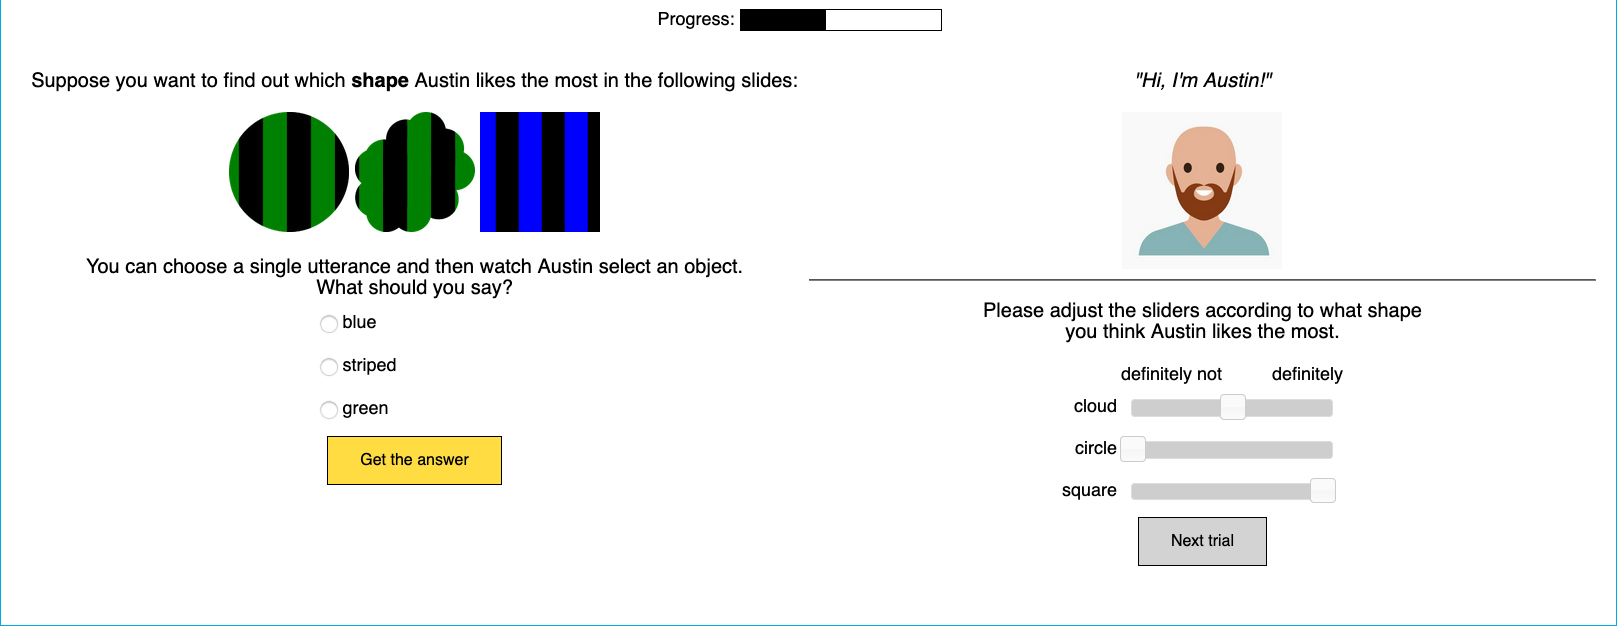 Progress:
Suppose you want to find out which shape Austin likes the most in the following slides:
You can choose a single utterance and then watch Austin select an object.
What should you say?
blue
striped
green
Get the answer
"Hi, I'm Austin!"
Please adjust the sliders according to what shape
you think Austin likes the most.
definitely not definitely
cloud
circle
square
Next trial